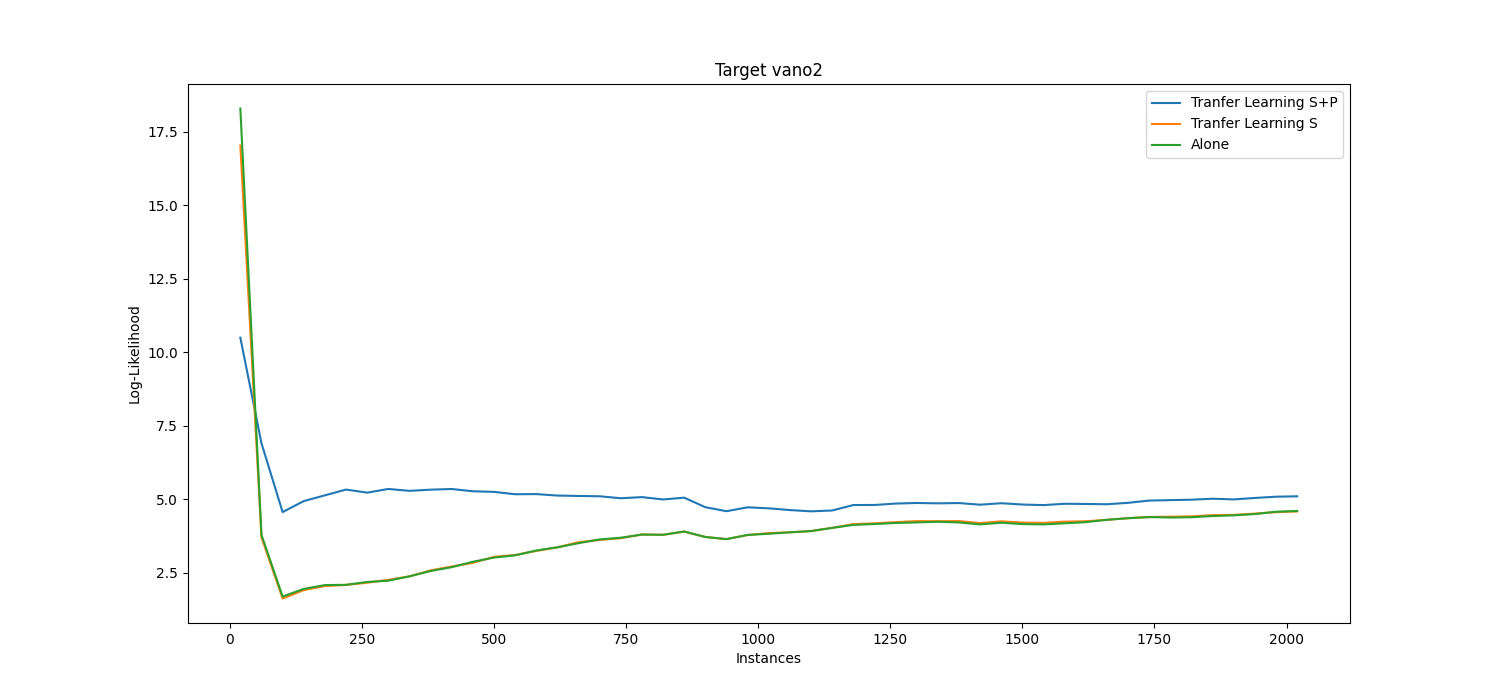 Target vano2
Tranfer Learning S+P
Tranfer Learning S
Alone
17.5
15.0
12.5
10.0
7.5
5.0
2.5
Log-Likelihood
0 250 500 750 1000 1250 1500 1750 2000
Instances